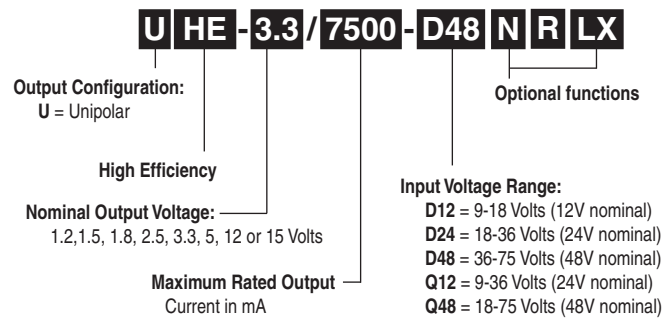 U HE - 3.3 / 7500 - D48 N R LX
Output Configuration:
U = Unipolar
Optional functions
High Efficiency
Nominal Output Voltage:
1.2,1.5, 1.8, 2.5, 3.3, 5, 12 or 15 Volts
Maximum Rated Output
Current in mA
Input Voltage Range:
D12 = 9-18 Volts (12V nominal)
D24 = 18-36 Volts (24V nominal)
D48 = 36-75 Volts (48V nominal)
Q12 = 9-36 Volts (24V nominal)
Q48 = 18-75 Volts (48V nominal)